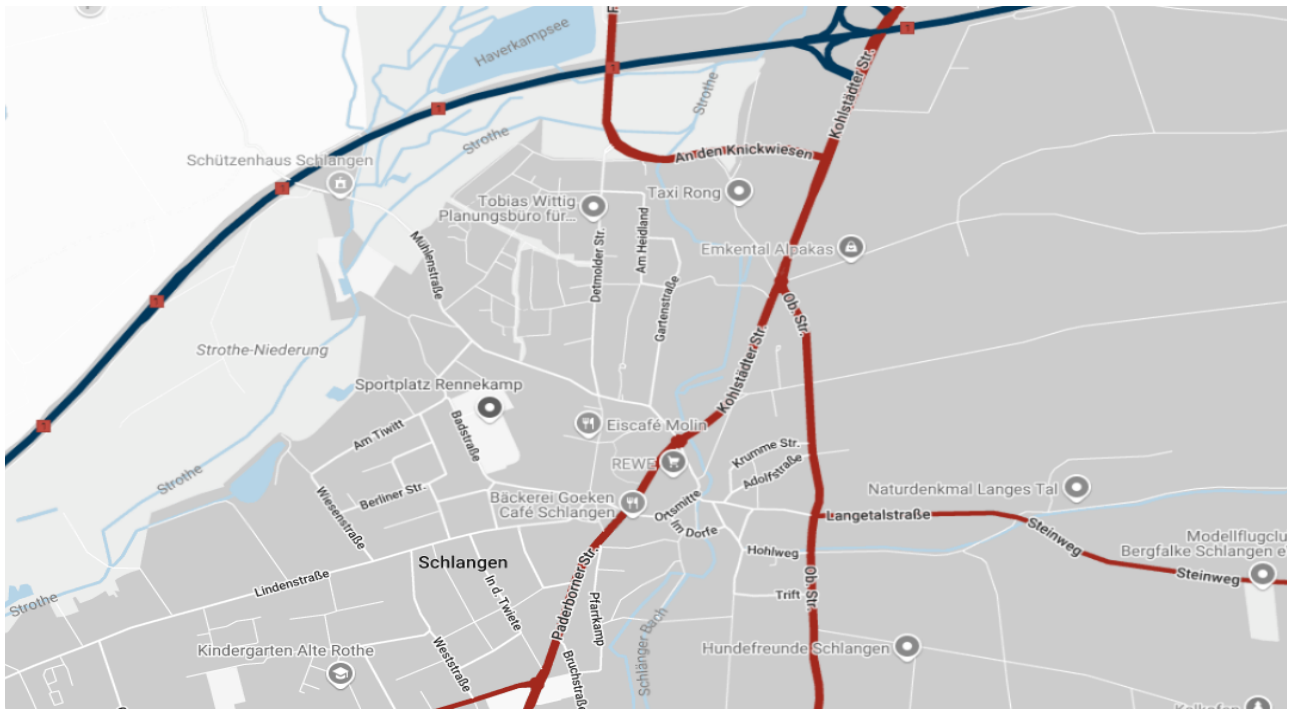 Haverkampsee
Strothe
Kohlstädter Str.
Strothe
An den Knickwiesen
Schützenhaus Schlangen
Taxi Rong
Tobias Wittig
Planungsbüro für...
Am Heidland
Mühlenstraße
Detmolder Str.
Emkental Alpakas
Gartenstraße
Ob. Str.
Strothe-Niederung
Kohlstädter Str.
Sportplatz Rennekamp
Badstraße
Am Tiwitt
Eiscafé Molin
Krumme Str.
REWE
Adolfstraße
Strothe
Berliner Str.
Bäckerei Goeken
Café Schlangen
Naturdenkmal Langes Tal
Wiesenstraße
Ortsmitte
Im Dorfe
Langetalstraße
Steinweg
Modellflugclu
Bergfalke Schlangen e
Hohlweg
Schlangen
Lindenstraße
In d. Twiete
Paderborner Str.
Pfarrkamp
Trift
Ob. Str.
Steinweg
Strothe
Kindergarten Alte Rothe
Weststraße
Bruchstraße
Schlänger Bach
Hundefreunde Schlangen